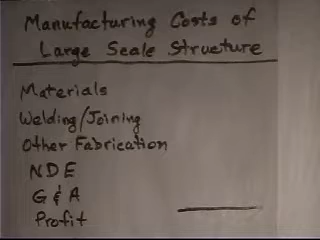 Manufacturing Costs of
Large Scale Structure
Materials
Welding/Joining
Other Fabrication
NDE
G & A
Profit